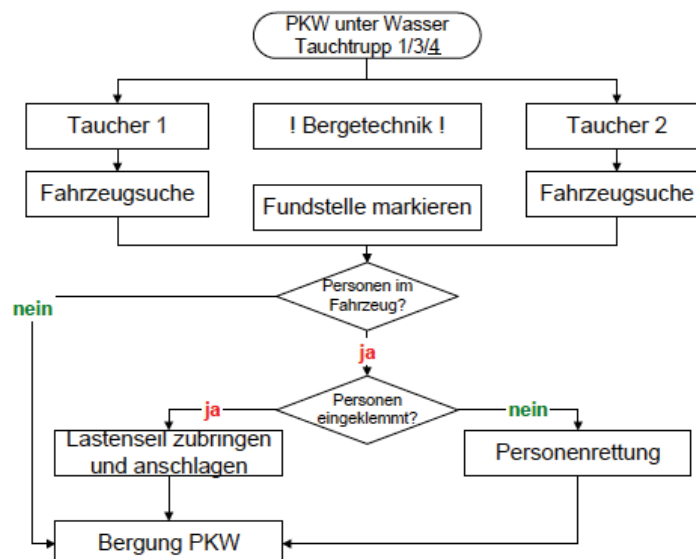 PKW unter Wasser
Tauchtrupp 1/3/4
Taucher 1
! Bergetechnik !
Taucher 2
Fahrzeugsuche
Fundstelle markieren
Fahrzeugsuche
Personen im
Fahrzeug?
nein
ja
Personen
eingeklemmt?
ja
nein
Lastenseil zubringen
und anschlagen
Personenrettung
Bergung PKW